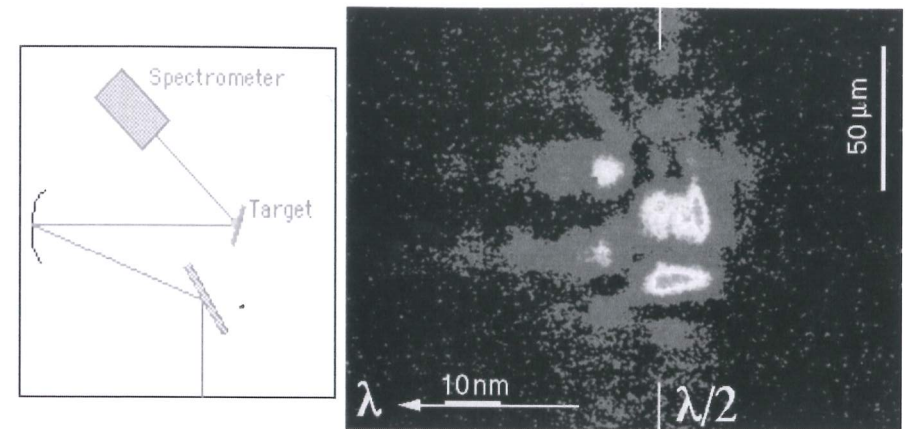 Spectrometer
Target
50 μm
10nm
λ
λ/2